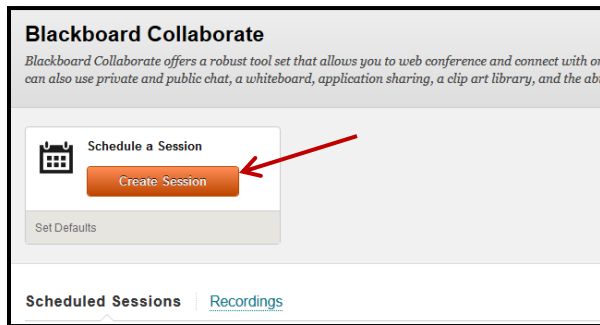 Blackboard Collaborate
Blackboard Collaborate offers a robust tool set that allows you to web conference and connect with
can also use private and public chat, a whiteboard, application sharing, a clip art library, and the
Schedule a Session
Create Session
Set Defaults
Scheduled Sessions Recordings